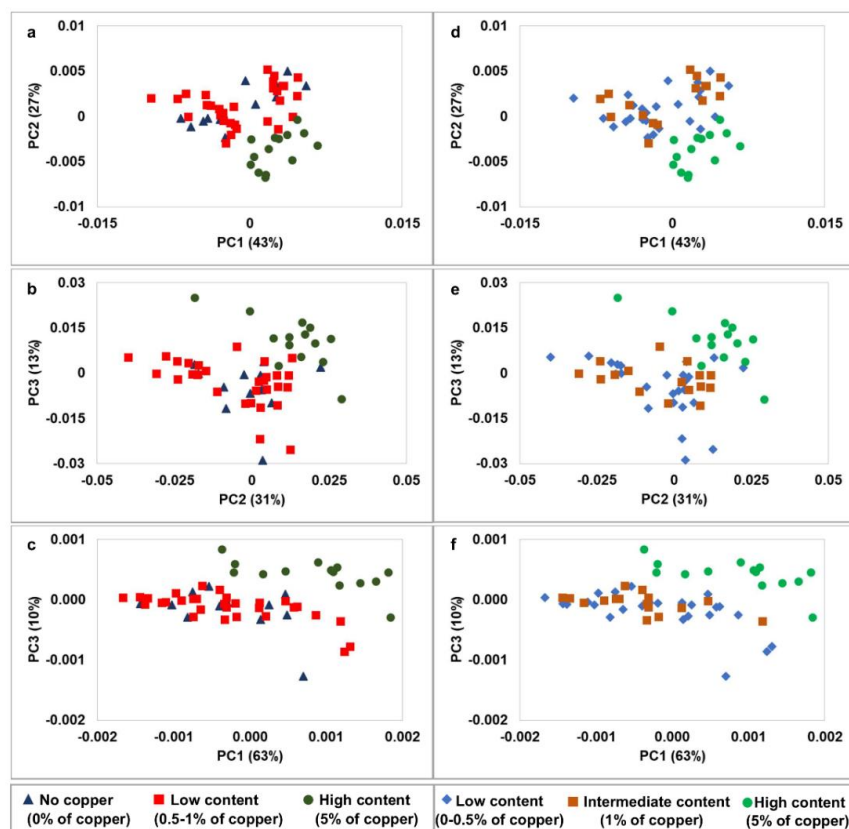 a
0.01
0.005
0
-0.005
-0.01
PC2 (27%)
-0.015
0
0.015
PC1 (43%)
d
0.01
0.005
0
-0.005
-0.01
PC2 (27%)
-0.015
0
0.015
PC1 (43%)
b
0.03
0.015
0
-0.015
-0.03
PC3 (13%)
-0.05
-0.025
0
0.025
0.05
PC2 (31%)
e
0.03
0.015
0
-0.015
-0.03
PC3 (13%)
-0.05
-0.025
0
0.025
0.05
PC2 (31%)
c
0.001
0.000
-0.001
-0.002
PC3 (10%)
-0.002
-0.001
0.000
0.001
0.002
PC1 (63%)
f
0.001
0.000
-0.001
-0.002
PC3 (10%)
-0.002
-0.001
0.000
0.001
0.002
PC1 (63%)
No copper
(0% of copper)
Low content
(0.5-1% of copper)
High content
(5% of copper)
Low content
(0-0.5% of copper)
Intermediate content
(1% of copper)
High content
(5% of copper)